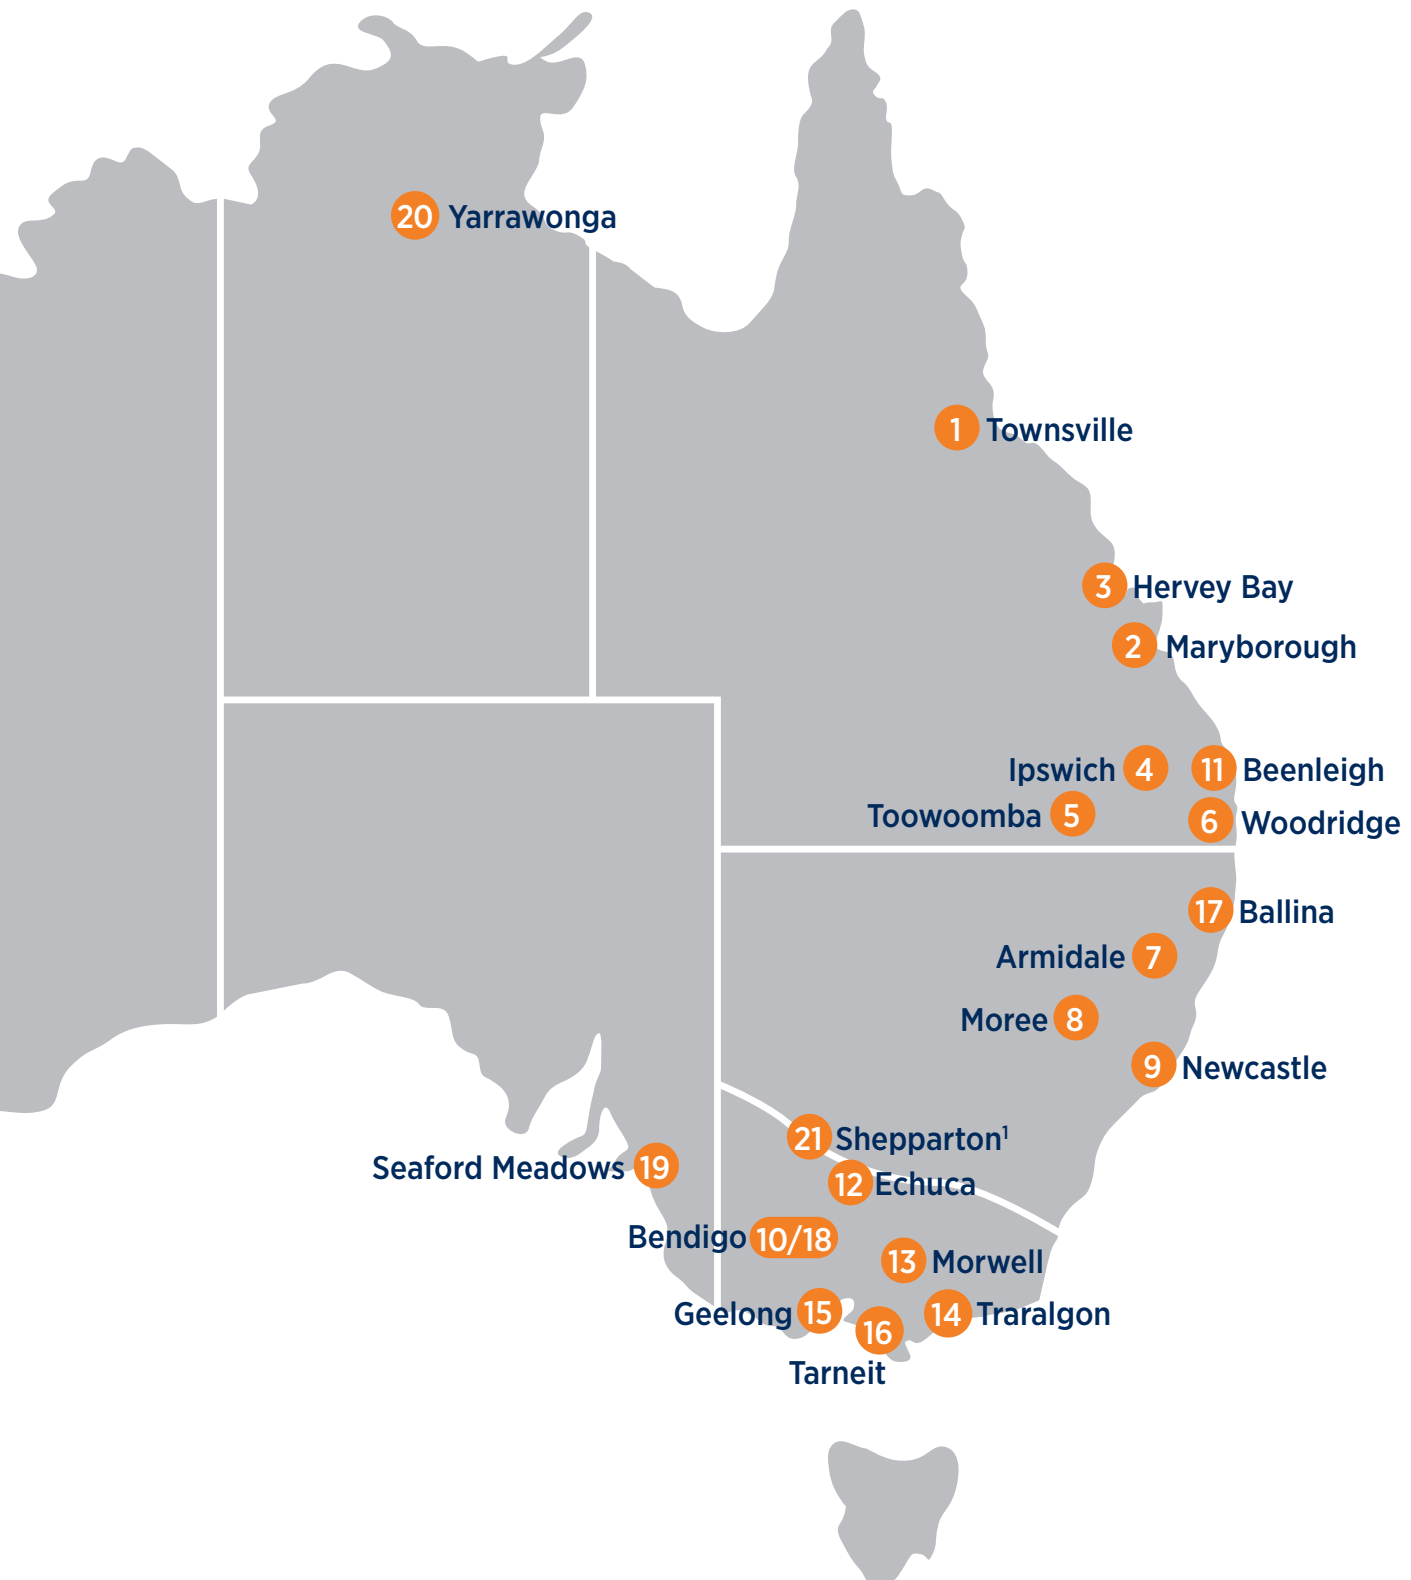 20 Yarrawonga
1 Townsville
3 Hervey Bay
2 Maryborough
Ipswich 4
11 Beenleigh
Toowoomba 5
6 Woodridge
17 Ballina
Armidale 7
Moree 8
9 Newcastle
21 Shepparton¹
Seaford Meadows 19
12 Echuca
Bendigo 10/18
13 Morwell
Geelong 15
14 Traralgon
16
Tarneit